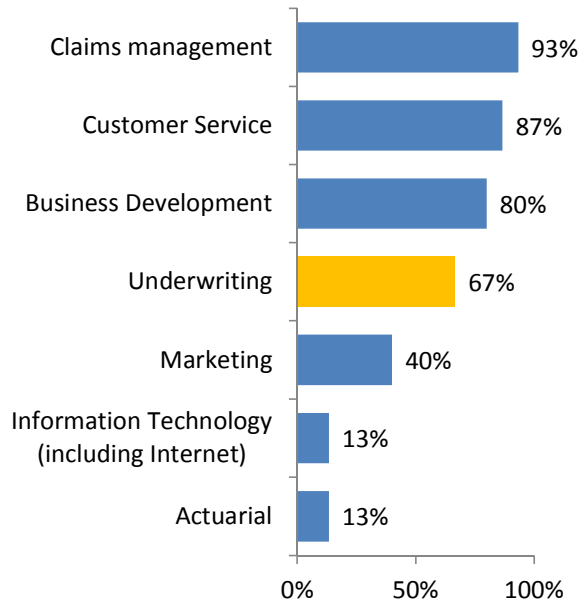 Claims management 93%
Customer Service 87%
Business Development 80%
Underwriting 67%
Marketing 40%
Information Technology
(including Internet) 13%
Actuarial 13%
0% 50% 100%